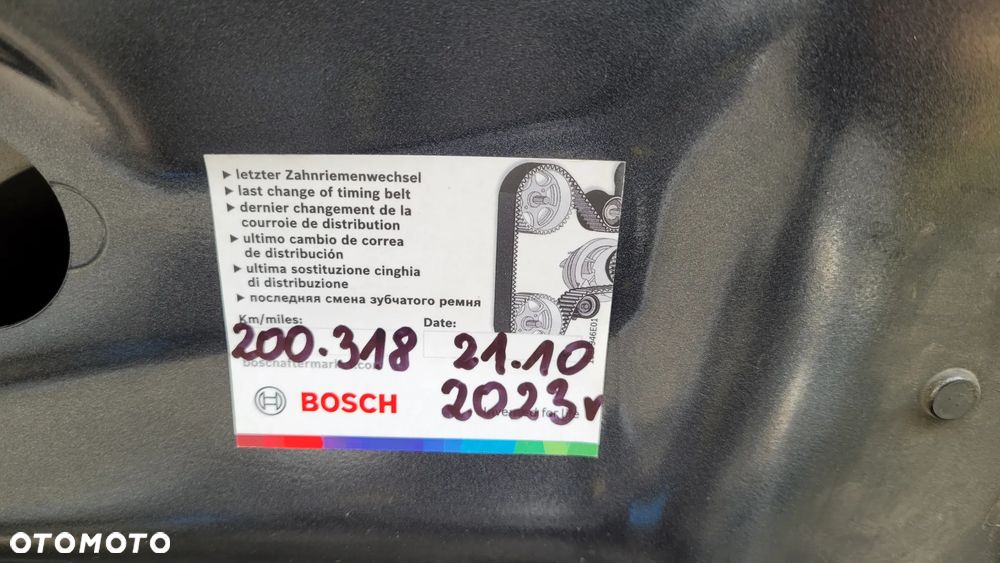 ▸ letzter Zahnriemenwechsel
▸ last change of timing belt
▸ dernier changement de la
courroie de distribution
▸ ultimo cambio de correa
de distribución
▸ ultima sostituzione cinghia
di distribuzione
▸ последняя смена зубчатого ремня
Km/miles:
Date:
200.318
21.10
2023r
BOSCH
for
OTOMOTO